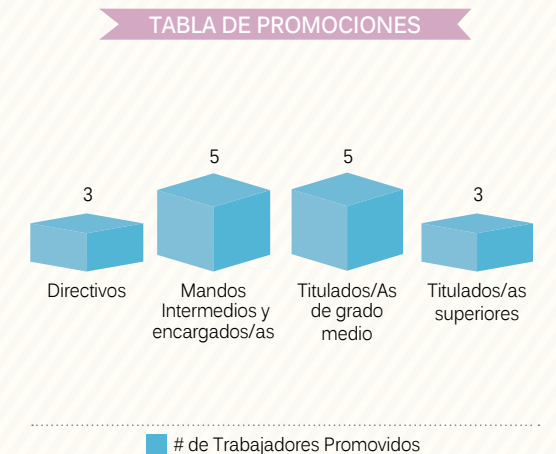 TABLA DE PROMOCIONES
5
5
3
3
Directivos
Mandos
Intermedios y
encargados/as
Titulados/As
de grado
medio
Titulados/as
superiores
# de Trabajadores Promovidos